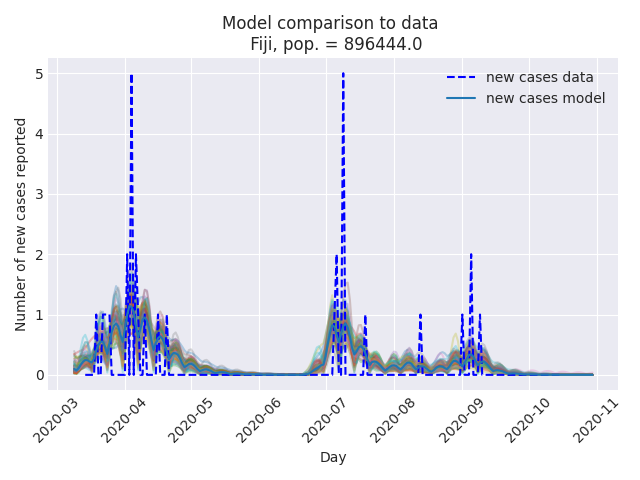 Model comparison to data
Fiji, pop. = 896444.0
new cases data
new cases model
Number of new cases reported
5
4
3
2
1
0
2020-03
2020-04
2020-05
2020-06
2020-07
2020-08
2020-09
2020-10
2020-11
Day